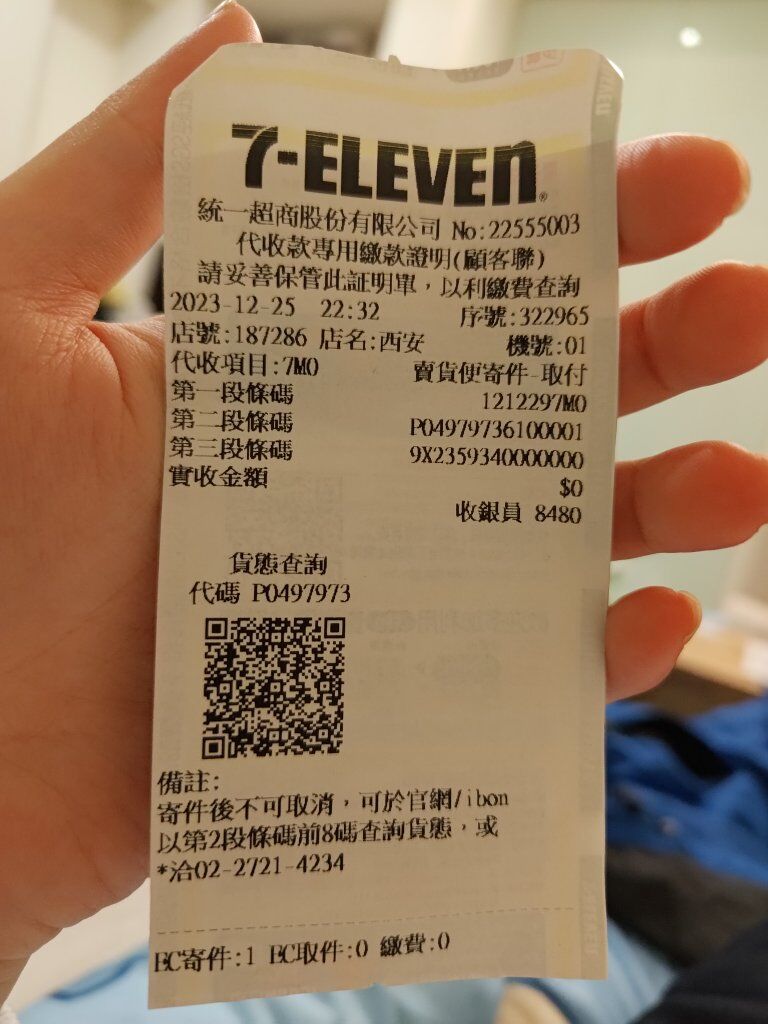 7-ELEVEN®
統一超商股份有限公司 No:22555003
代收款專用繳款證明(顧客聯)
請妥善保管此証明單，以利繳費查詢
2023-12-25 22:32 序號:322965
店號:187286 店名:西安 機號:01
代收項目:7MO 賣貨便寄件-取付
第一段條碼 1212297MO
第二段條碼 P04979736100001
第三段條碼 9X2359340000000
實收金額 $0
收銀員 8480
貨態查詢
代碼 P0497973
備註:
寄件後不可取消，可於官網/ibon
以第2段條碼前8碼查詢貨態，或
*洽02-2721-4234
EC寄件:1 EC取件:0 繳費:0